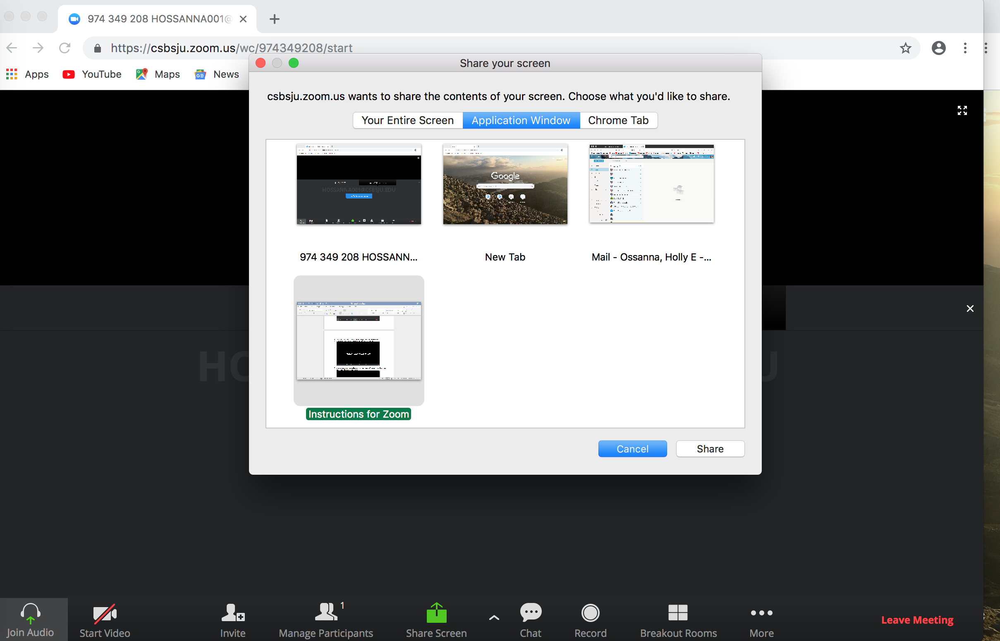 974 349 208 HOSSANNA001@
https://csbsju.zoom.us/wc/974349208/start
Apps YouTube Maps News
Share your screen
csbsju.zoom.us wants to share the contents of your screen. Choose what you'd like to share.
Your Entire Screen Application Window Chrome Tab
HOSSANNA001@CSBSJU.EDU
Google
974 349 208 HOSSANN... New Tab Mail - Ossanna, Holly E -...
HO U
Instructions for Zoom
Cancel Share
1
Join Audio Start Video Invite Manage Participants Share Screen Chat Record Breakout Rooms More Leave Meeting